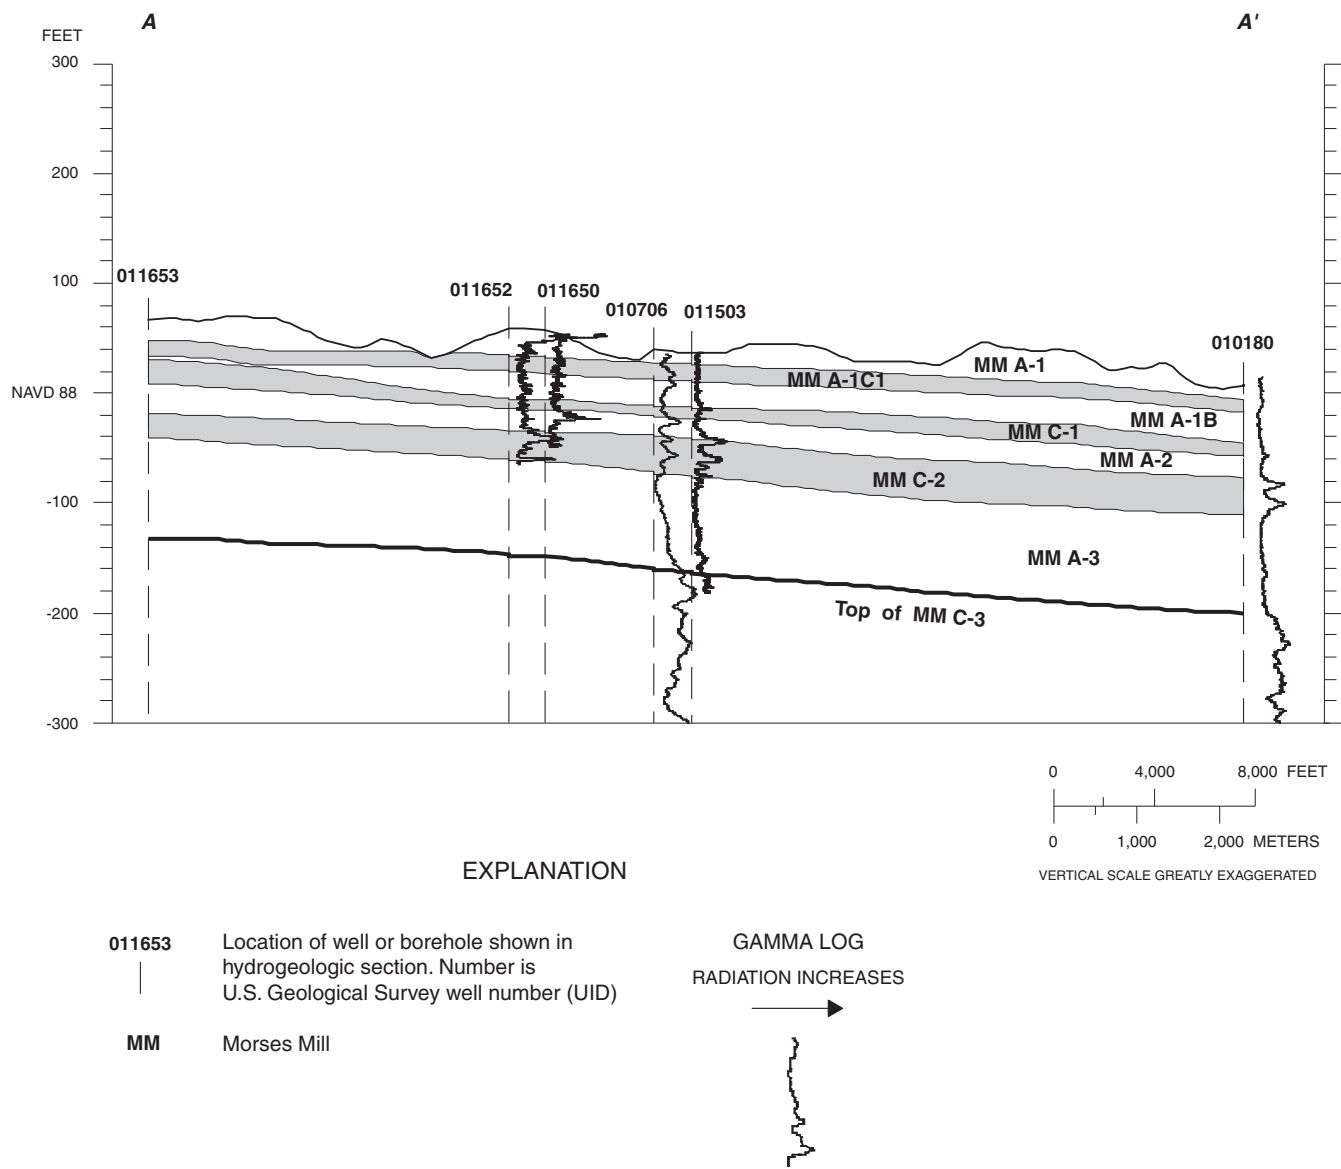 A
A'
FEET
300
200
100
NAVD 88
-100
-200
-300
011653
011652
011650
010706
011503
010180
MM A-1
MM A-1C1
MM A-1B
MM C-1
MM A-2
MM C-2
MM A-3
Top of MM C-3
0 4,000 8,000 FEET
0 1,000 2,000 METERS
VERTICAL SCALE GREATLY EXAGGERATED
EXPLANATION
011653
Location of well or borehole shown in
hydrogeologic section. Number is
U.S. Geological Survey well number (UID)
MM Morses Mill
GAMMA LOG
RADIATION INCREASES